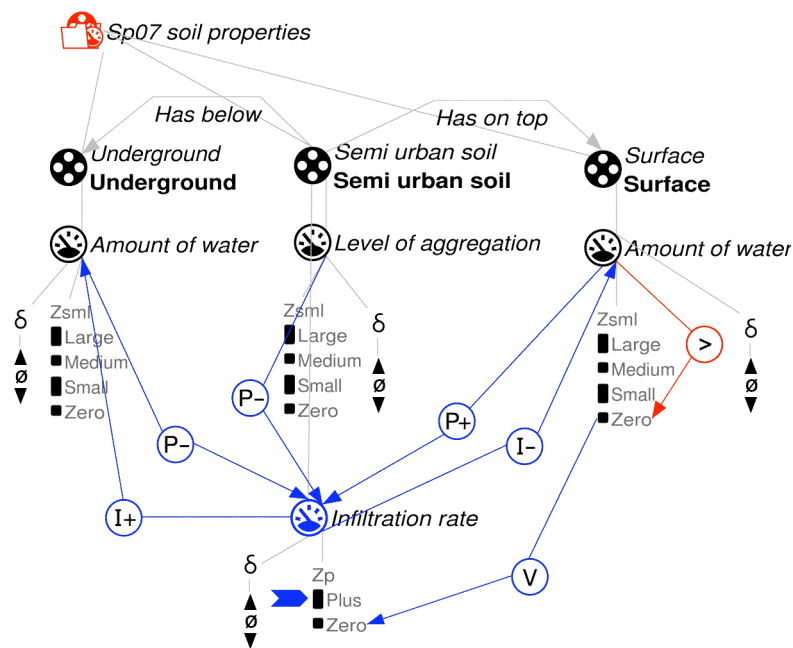 Sp07 soil properties
Has below
Has on top
Underground
Underground
Semi urban soil
Semi urban soil
Surface
Surface
Amount of water
Level of aggregation
Amount of water
δ
Zsml
Large
Medium
Small
Zero
ø
Zsml
Large
Medium
Small
Zero
δ
ø
Zsml
Large
Medium
Small
Zero
δ
ø
>
P–
P–
P+
I–
I+
Infiltration rate
δ
ø
Zp
Plus
Zero
V